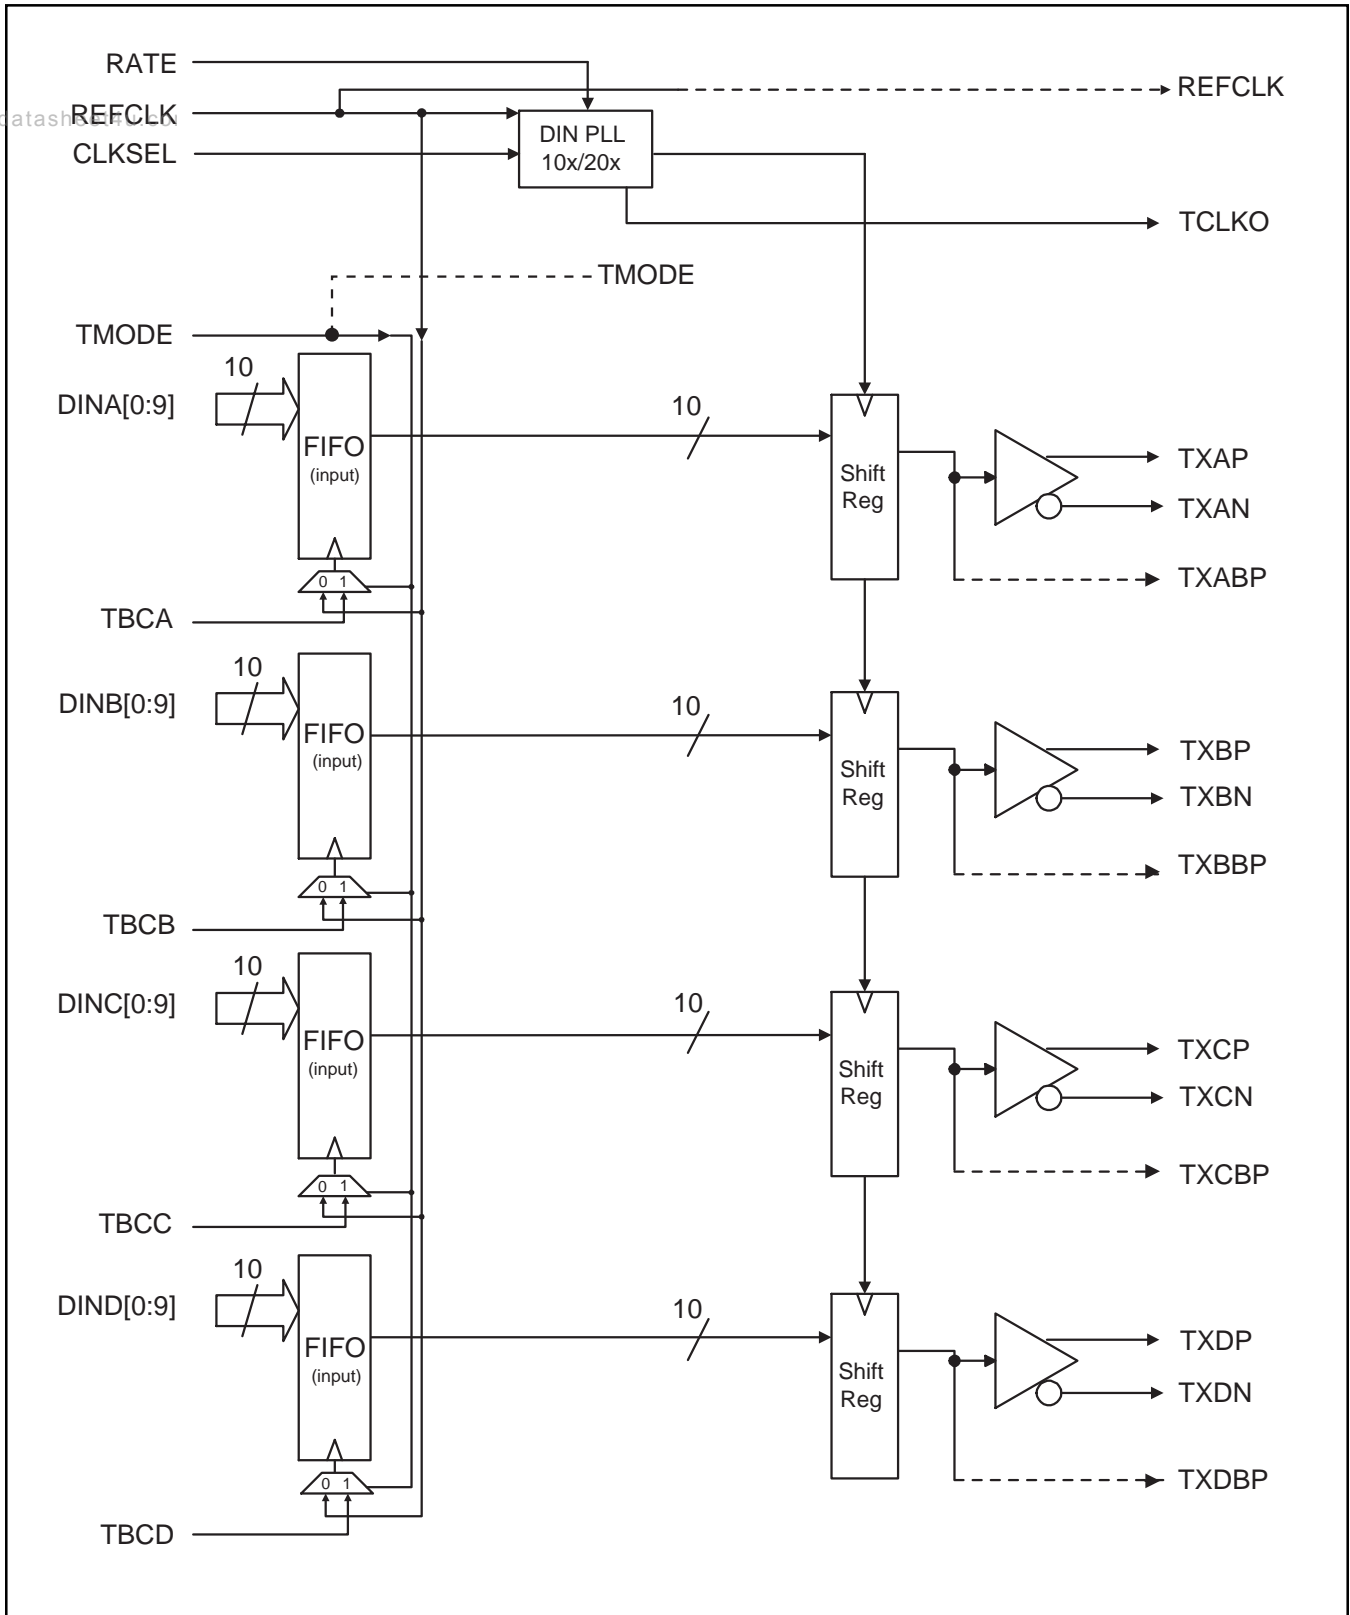 RATE
REFCLK
REFCLK
CLKSEL
DIN PLL
10x/20x
TCLKO
TMODE
TMODE
10
DINA[0:9]
10
FIFO
(input)
Shift
Reg
TXAP
TXAN
TXABP
0 1
TBCA
10
DINB[0:9]
10
FIFO
(input)
Shift
Reg
TXBP
TXBN
TXBBP
0 1
TBCB
10
DINC[0:9]
10
FIFO
(input)
Shift
Reg
TXCP
TXCN
TXCBP
0 1
TBCC
10
DIND[0:9]
10
FIFO
(input)
Shift
Reg
TXDP
TXDN
TXDBP
0 1
TBCD